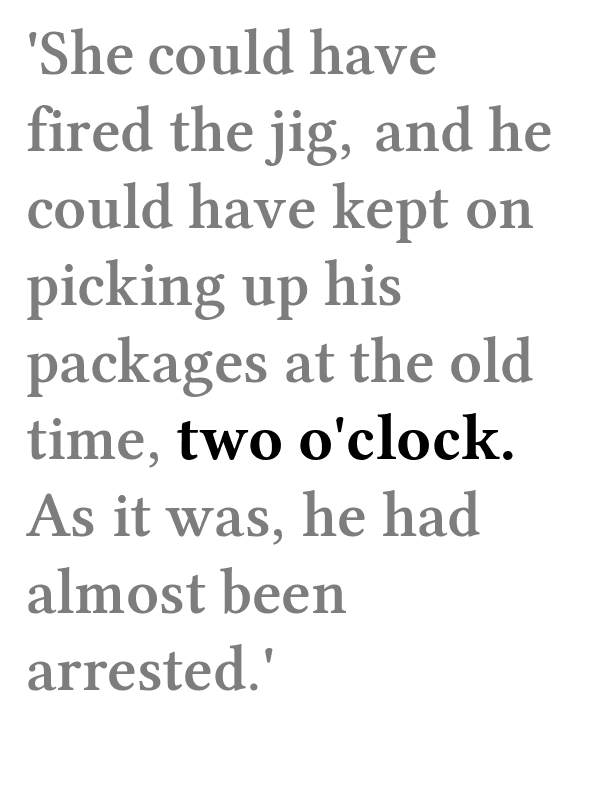 'She could have
fired the jig, and he
could have kept on
picking up his
packages at the old
time, two o'clock.
As it was, he had
almost been
arrested.'